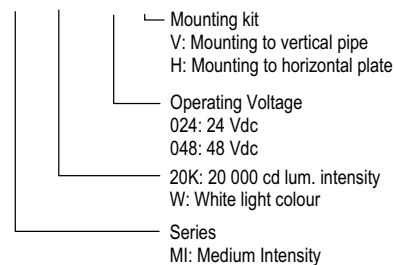 Mounting kit
V: Mounting to vertical pipe
H: Mounting to horizontal plate
Operating Voltage
024: 24 Vdc
048: 48 Vdc
20K: 20 000 cd lum. intensity
W: White light colour
Series
MI: Medium Intensity